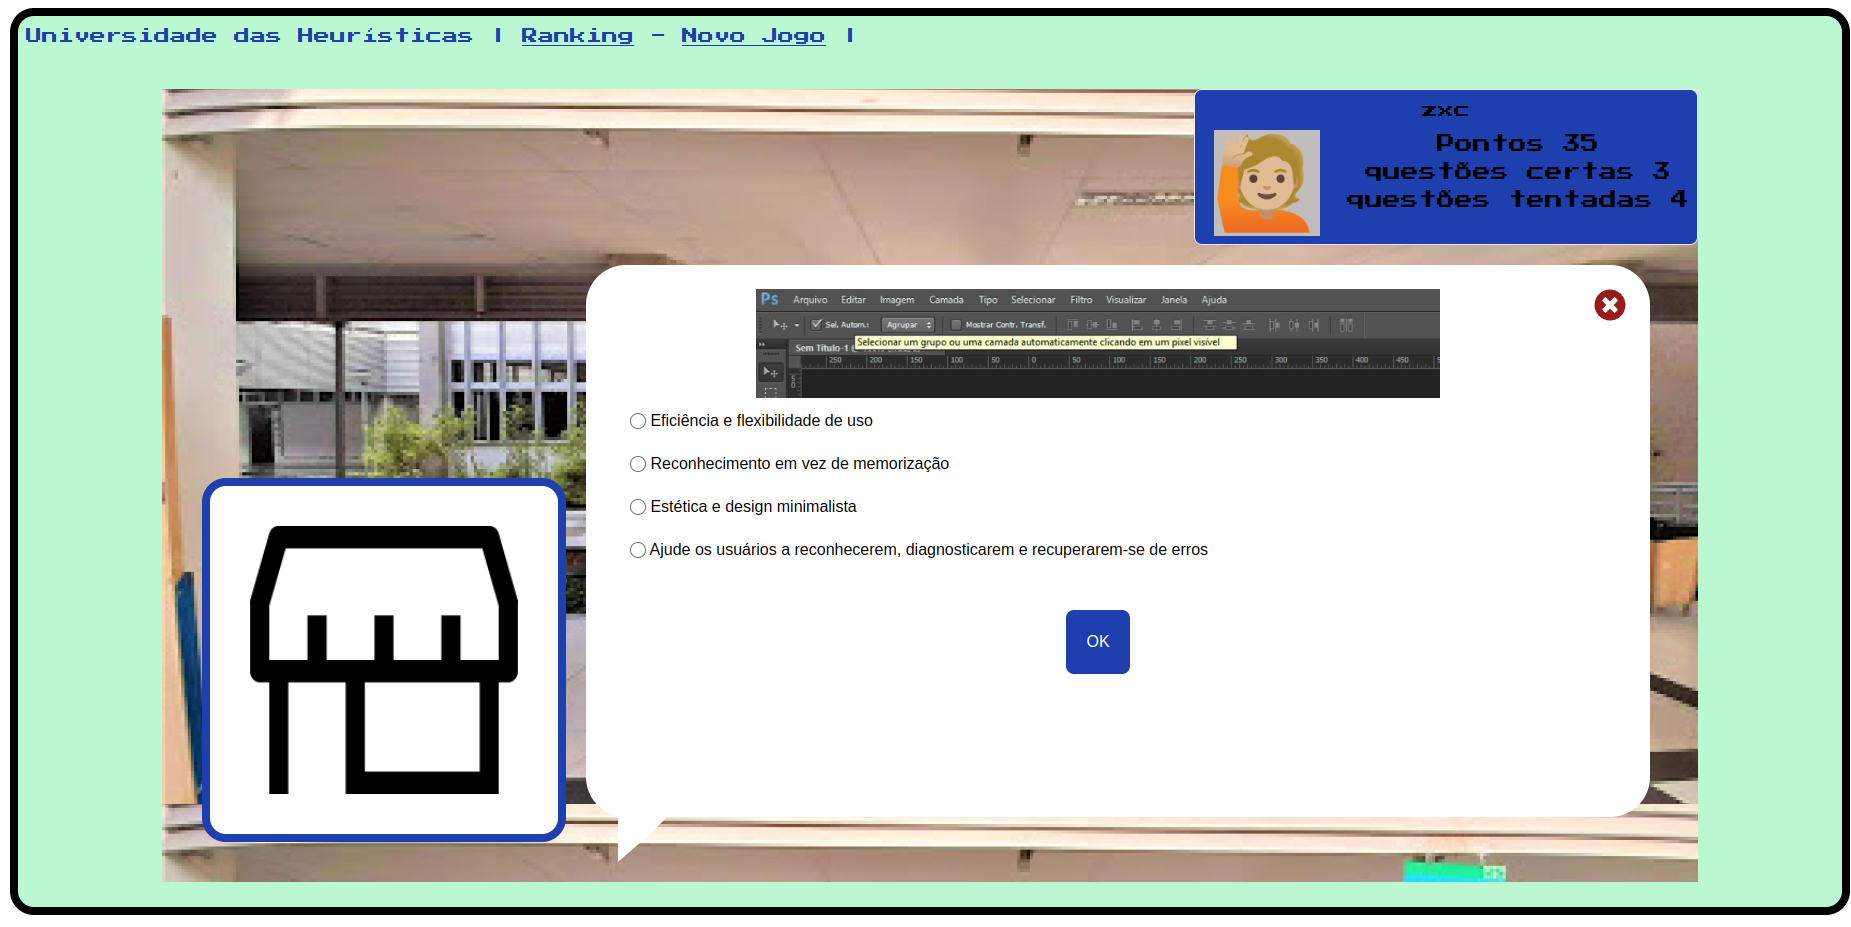 Universidade das Heurísticas | Ranking - Novo Jogo |
zxc
Pontos 35
questões certas 3
questões tentadas 4
Ps Arquivo Editar Imagem Camada Tipo Selecionar Filtro Visualizar Janela Ajuda
Sel. Autom.: Agrupar Mostrar Contr. Transf.
Selecionar um grupo ou uma camada automaticamente clicando em um pixel visível
Sem Título-1
250 200 150 100 50 0 50 100 150 200 250 300 350 400 450
Eficiência e flexibilidade de uso
Reconhecimento em vez de memorização
Estética e design minimalista
Ajude os usuários a reconhecerem, diagnosticarem e recuperarem-se de erros
OK